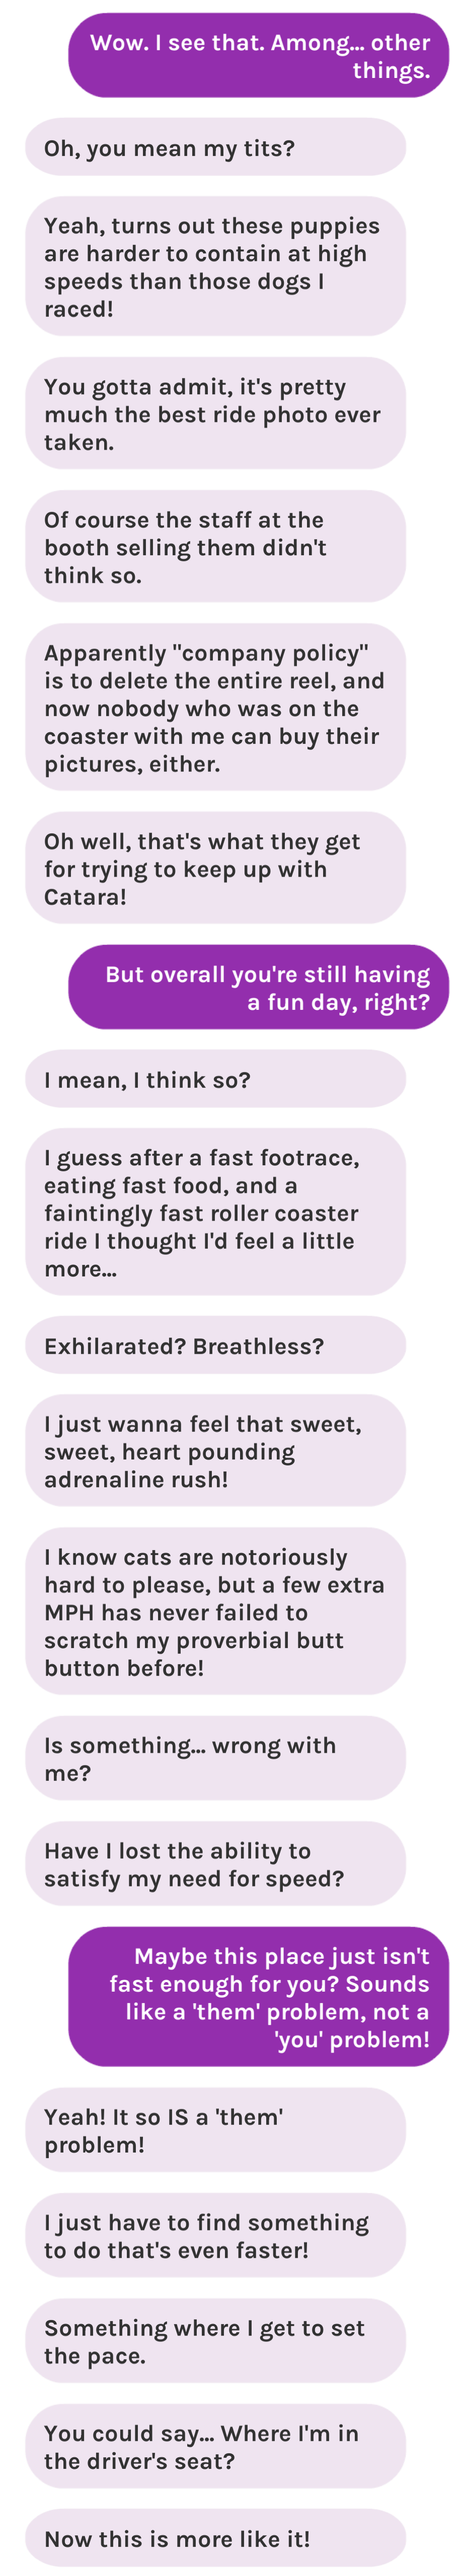 Wow. I see that. Among... other
things.
Oh, you mean my tits?
Yeah, turns out these puppies
are harder to contain at high
speeds than those dogs I
raced!
You gotta admit, it's pretty
much the best ride photo ever
taken.
Of course the staff at the
booth selling them didn't
think so.
Apparently "company policy"
is to delete the entire reel, and
now nobody who was on the
coaster with me can buy their
pictures, either.
Oh well, that's what they get
for trying to keep up with
Catara!
But overall you're still having
a fun day, right?
I mean, I think so?
I guess after a fast footrace,
eating fast food, and a
faintingly fast roller coaster
ride I thought I'd feel a little
more...
Exhilarated? Breathless?
I just wanna feel that sweet,
sweet, heart pounding
adrenaline rush!
I know cats are notoriously
hard to please, but a few extra
MPH has never failed to
scratch my proverbial butt
button before!
Is something... wrong with
me?
Have I lost the ability to
satisfy my need for speed?
Maybe this place just isn't
fast enough for you? Sounds
like a 'them' problem, not a
'you' problem!
Yeah! It so IS a 'them'
problem!
I just have to find something
to do that's even faster!
Something where I get to set
the pace.
You could say... Where I'm in
the driver's seat?
Now this is more like it!